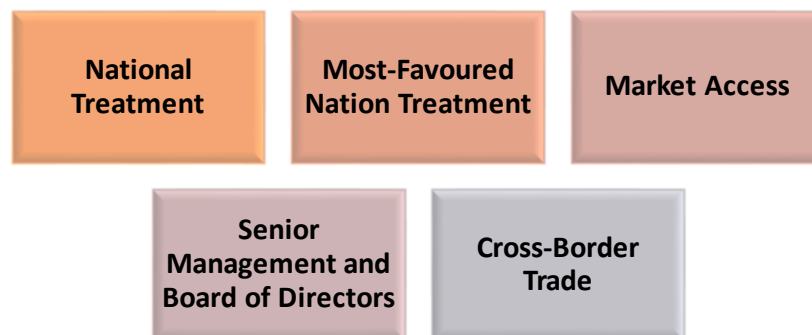 National
Treatment
Most-Favoured
Nation Treatment
Market Access
Senior
Management and
Board of Directors
Cross-Border
Trade